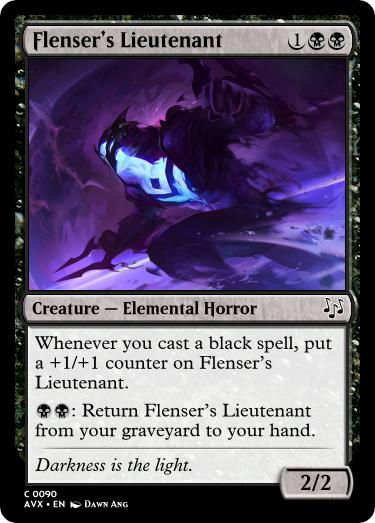 Flenser's Lieutenant 1
Creature — Elemental Horror
Whenever you cast a black spell, put
a +1/+1 counter on Flenser's
Lieutenant.
: Return Flenser's Lieutenant
from your graveyard to your hand.
Darkness is the light.
2/2
C 0090
AVX • EN Dawn Ang